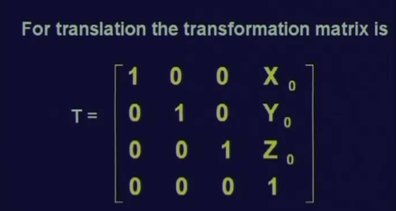 For translation the transformation matrix is
1 0 0 X₀
T = 0 1 0 Y₀
0 0 1 Z₀
0 0 0 1